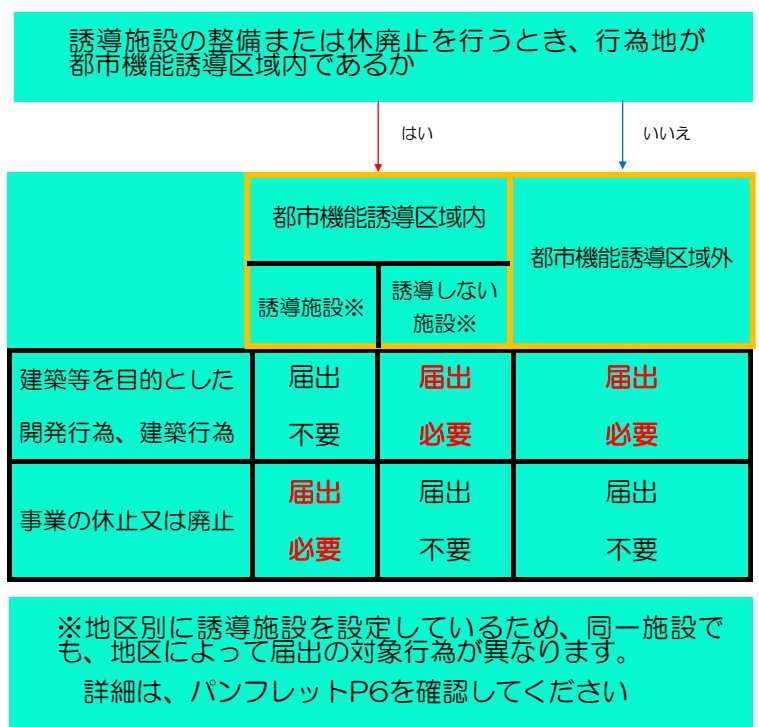 誘導施設の整備または休廃止を行うとき、行為地が
都市機能誘導区域内であるか
はい
いいえ
都市機能誘導区域内
都市機能誘導区域外
誘導施設※
誘導しない
施設※
建築等を目的とした
開発行為、建築行為
届出
不要
届出
必要
届出
必要
事業の休止又は廃止
届出
必要
届出
不要
届出
不要
※地区別に誘導施設を設定しているため、同一施設で
も、地区によって届出の対象行為が異なります。
詳細は、パンフレットP6を確認してください